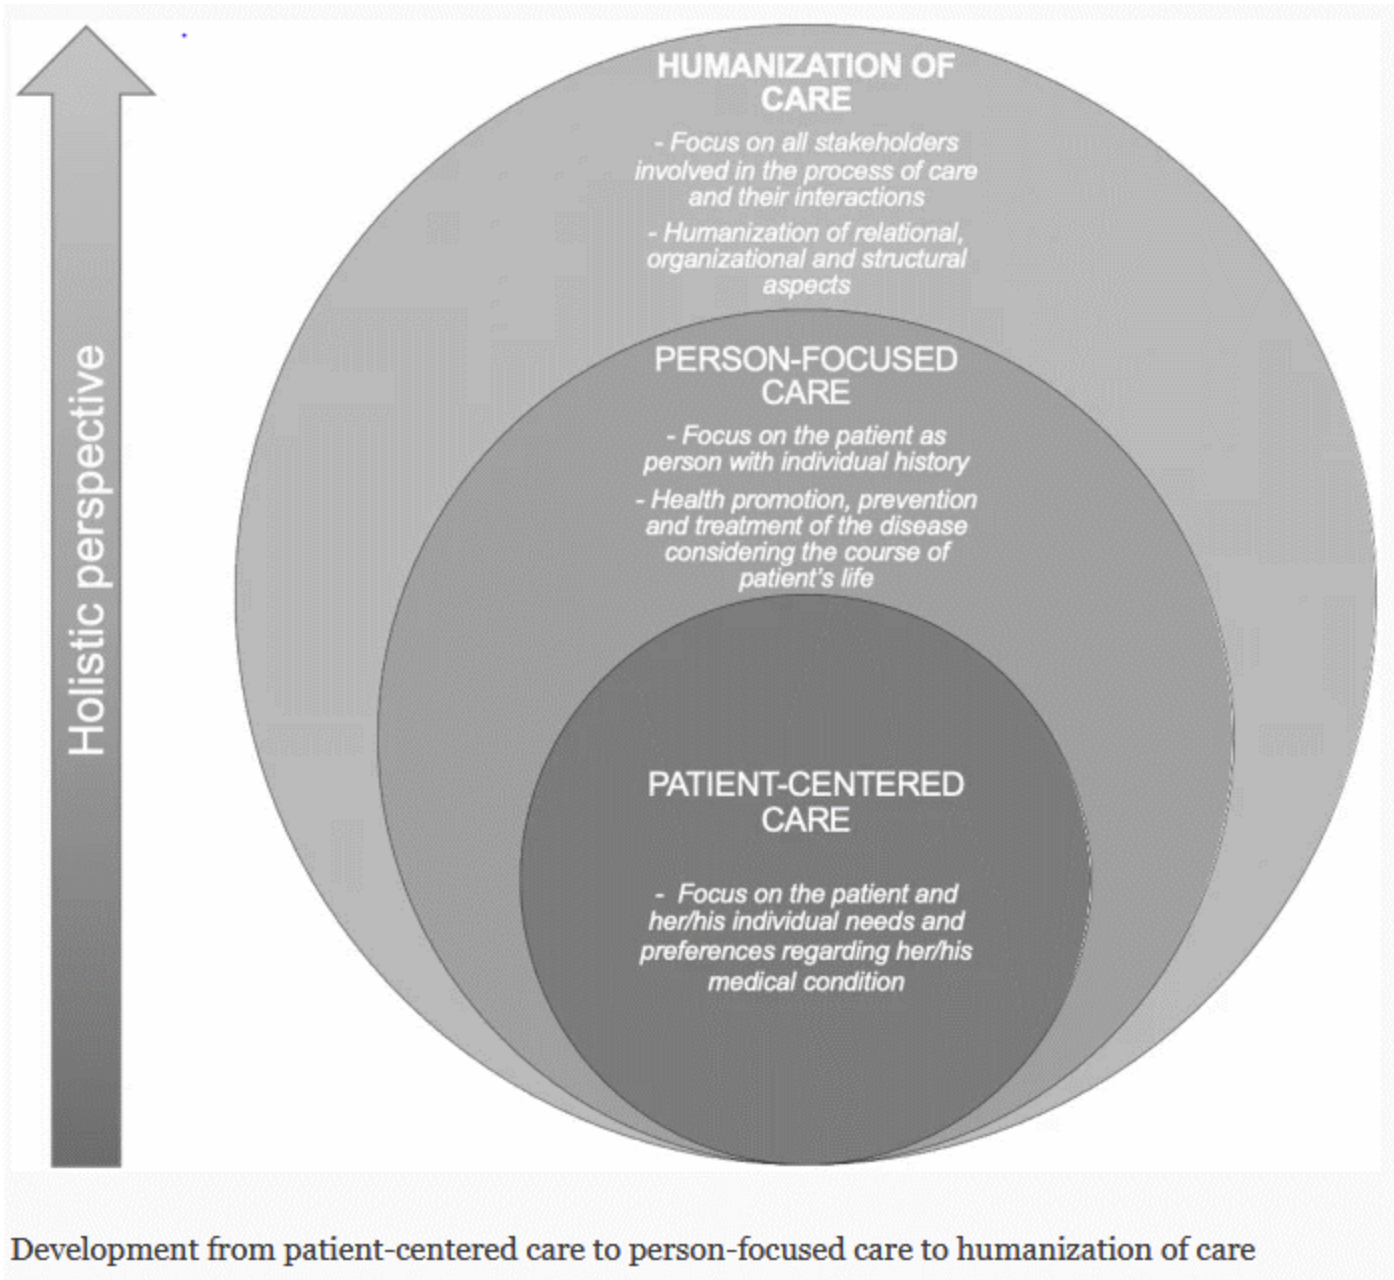 Holistic perspective
HUMANIZATION OF
CARE
- Focus on all stakeholders
involved in the process of care
and their interactions
- Humanization of relational,
organizational and structural
aspects
PERSON-FOCUSED
CARE
- Focus on the patient as
person with individual history
- Health promotion, prevention
and treatment of the disease
considering the course of
patient's life
PATIENT-CENTERED
CARE
- Focus on the patient and
her/his individual needs and
preferences regarding her/his
medical condition
Development from patient-centered care to person-focused care to humanization of care